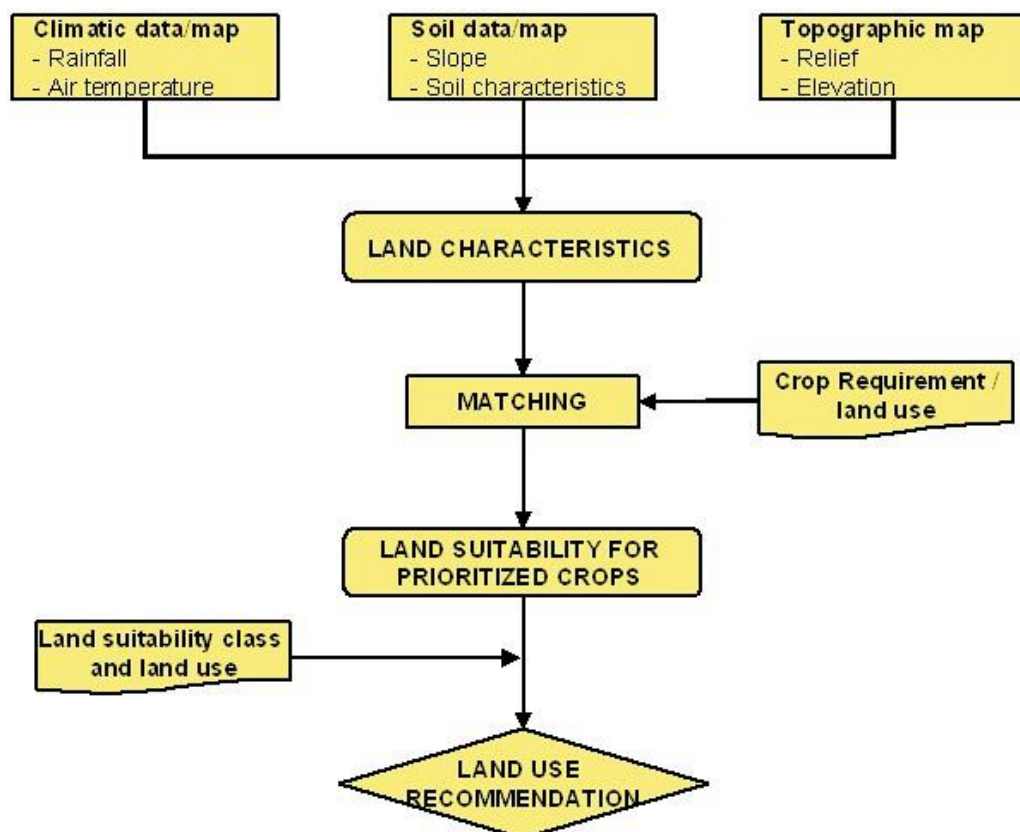 Climatic data/map
- Rainfall
- Air temperature
Soil data/map
- Slope
- Soil characteristics
Topographic map
- Relief
- Elevation
LAND CHARACTERISTICS
MATCHING
Crop Requirement /
land use
LAND SUITABILITY FOR
PRIORITIZED CROPS
Land suitability class
and land use
LAND USE
RECOMMENDATION